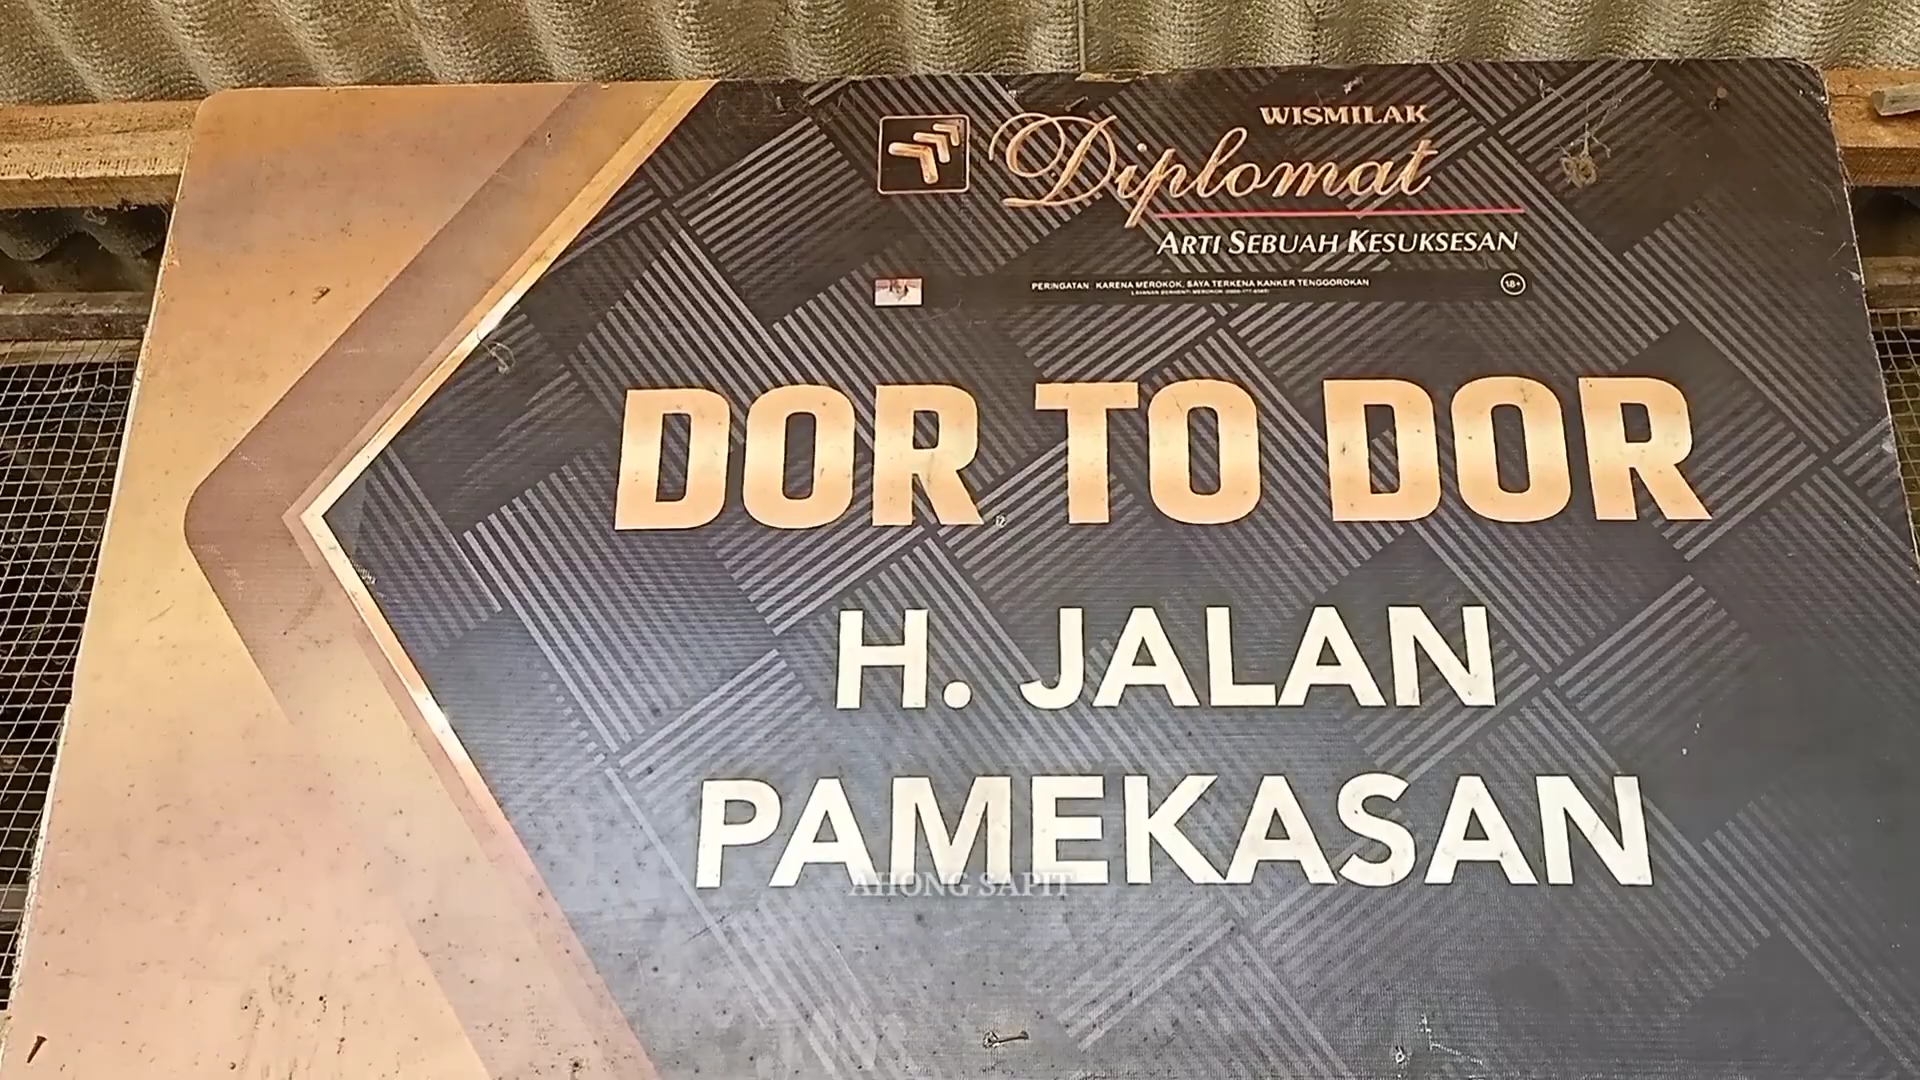 WISMILAK
Diplomat
ARTI SEBUAH KESUKSESAN
PERINGATAN: KARENA MEROKOK, SAYA TERKENA KANKER TENGGOROKAN
18+
DOR TO DOR
H. JALAN
PAMEKASAN
AHONG SAPIT